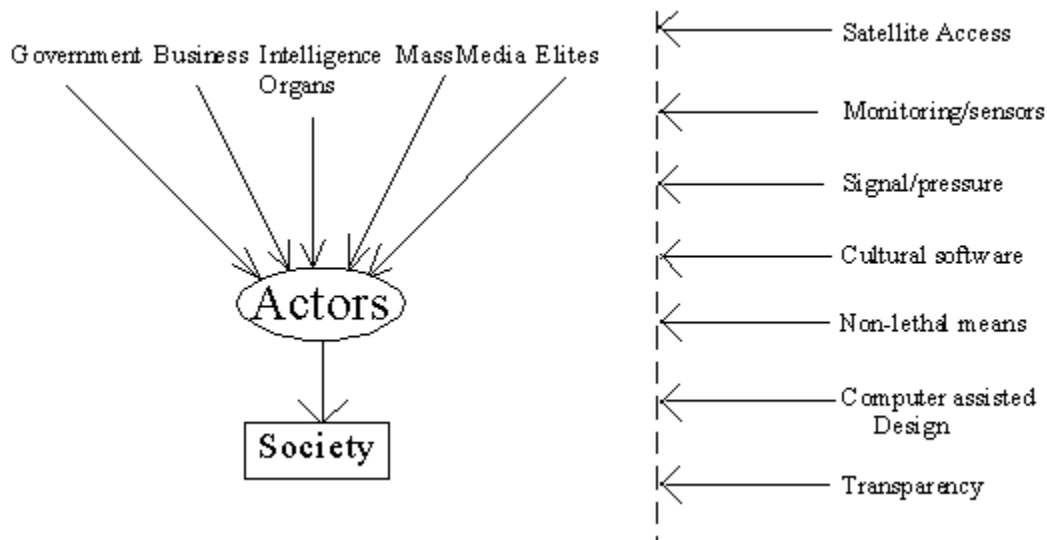 Government Business Intelligence MassMedia Elites
Organs
Actors
Society
Satellite Access
Monitoring/sensors
Signal/pressure
Cultural software
Non-lethal means
Computer assisted
Design
Transparency